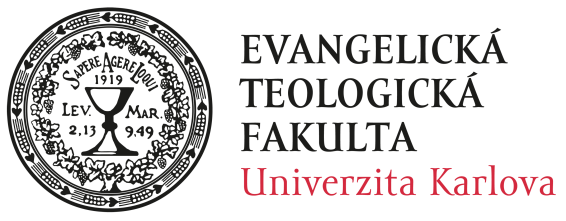 SAPERE AGERE LOQUI
1919
LEV. MAR.
2,13 9.49
EVANGELICKÁ
TEOLOGICKÁ
FAKULTA
Univerzita Karlova